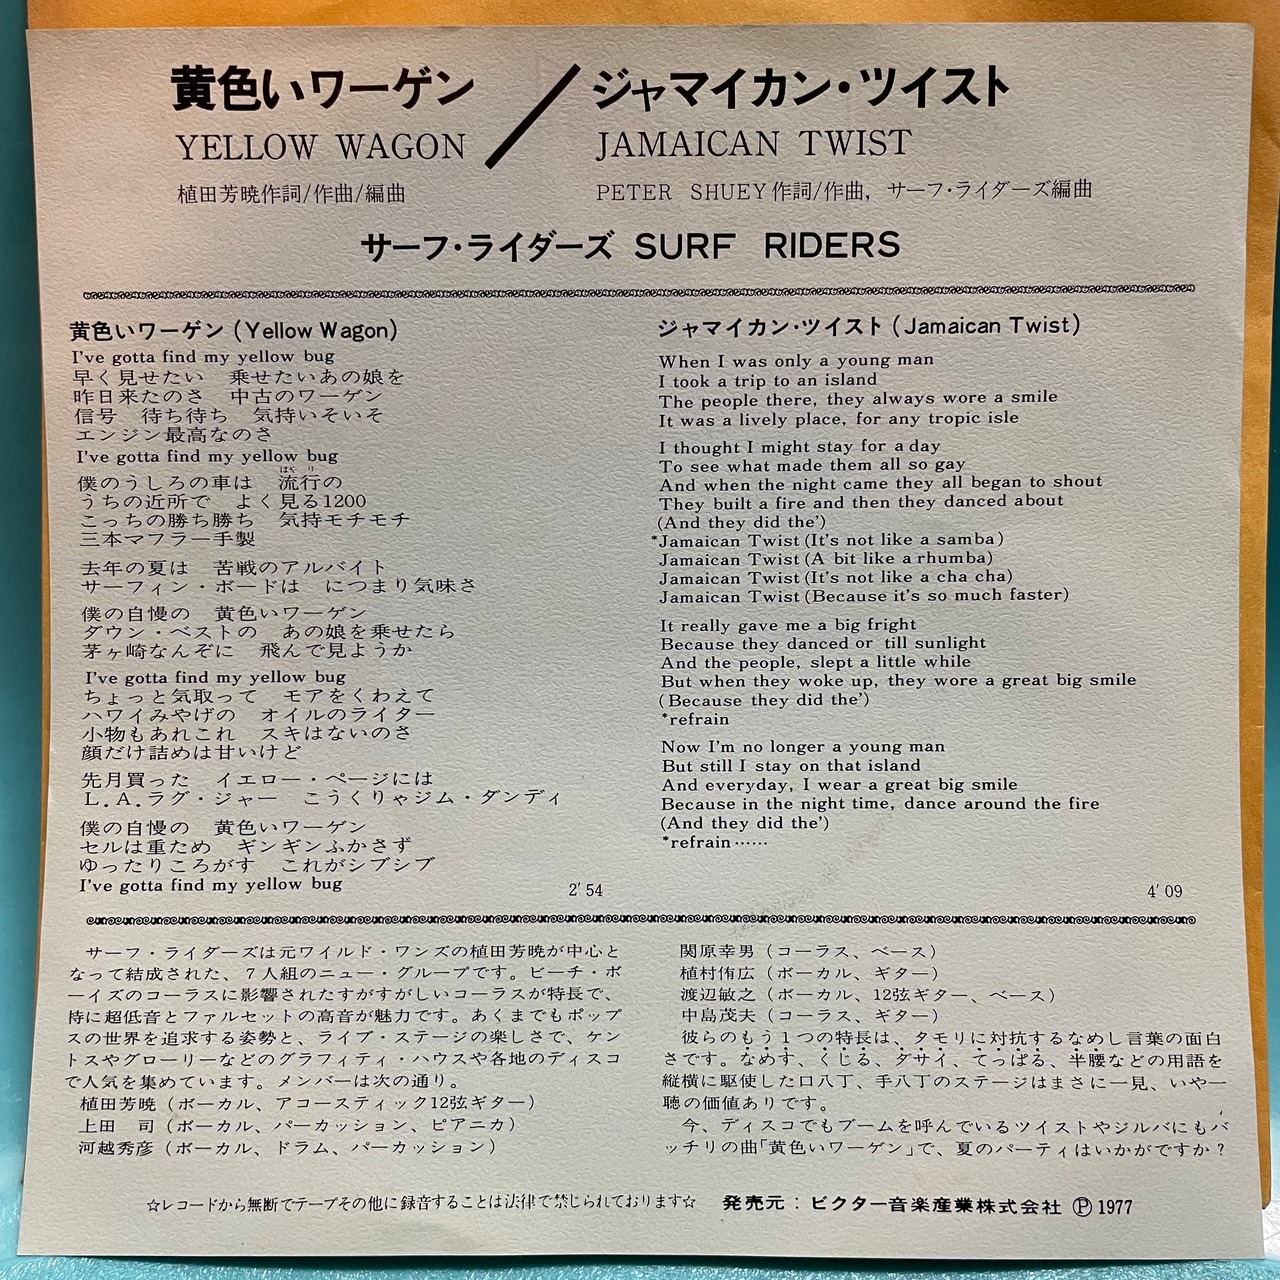 黄色いワーゲン/ジャマイカン・ツイスト
YELLOW WAGON JAMAICAN TWIST
植田芳暁作詞/作曲/編曲
PETER SHUEY作詞/作曲, サーフ・ライダーズ編曲
サーフ・ライダーズ SURF RIDERS
黄色いワーゲン(Yellow Wagon)
I've gotta find my yellow bug
早く見せたい 乗せたいあの娘を
昨日来たのさ 中古のワーゲン
信号 待ち待ち 気持いそいそ
エンジン最高なのさ
I've gotta find my yellow bug
僕のうしろの車は 流行の
はやり
うちの近所で よく見る1200
こっちの勝ち勝ち 気持モチモチ
三本マフラー手製
去年の夏は 苦戦のアルバイト
サーフィン・ボードは につまり気味さ
僕の自慢の 黄色いワーゲン
ダウン・ベストの あの娘を乗せたら
茅ヶ崎なんぞに 飛んで見ようか
I've gotta find my yellow bug
ちょっと気取って モアをくわえて
ハワイみやげの オイルのライター
小物もあれこれ スキはないのさ
顔だけ詰めは甘いけど
先月買った イエロー・ページには
L.A.ラグ・ジャー こうくりゃジム・ダンディ
僕の自慢の 黄色いワーゲン
セルは重ため ギンギンふかさず
ゆったりころがす これがシブシブ
I've gotta find my yellow bug
2'54
ジャマイカン・ツイスト(Jamaican Twist)
When I was only a young man
I took a trip to an island
The people there, they always wore a smile
It was a lively place, for any tropic isle
I thought I might stay for a day
To see what made them all so gay
And when the night came they all began to shout
They built a fire and then they danced about
(And they did the')
*Jamaican Twist(It's not like a samba)
Jamaican Twist(A bit like a rhumba)
Jamaican Twist(It's not like a cha cha)
Jamaican Twist(Because it's so much faster)
It really gave me a big fright
Because they danced or till sunlight
And the people, slept a little while
But when they woke up, they wore a great big smile
(Because they did the')
*refrain
Now I'm no longer a young man
But still I stay on that island
And everyday, I wear a great big smile
Because in the night time, dance around the fire
(And they did the')
*refrain……
4'09
サーフ・ライダーズは元ワイルド・ワンズの植田芳暁が中心と
なって結成された、7人組のニュー・グループです。ビーチ・ボ
ーイズのコーラスに影響されたすがすがしいコーラスが特長で、
特に超低音とファルセットの高音が魅力です。あくまでもポップ
スの世界を追求する姿勢と、ライブ・ステージの楽しさで、ケン
トスやグローリーなどのグラフィティ・ハウスや各地のディスコ
で人気を集めています。メンバーは次の通り。
植田芳暁(ボーカル、アコースティック12弦ギター)
上田 司(ボーカル、パーカッション、ピアニカ)
河越秀彦(ボーカル、ドラム、パーカッション)
関原幸男(コーラス、ベース)
植村侑広(ボーカル、ギター)
渡辺敏之(ボーカル、12弦ギター、ベース)
中島茂夫(コーラス、ギター)
彼らのもう1つの特長は、タモリに対抗するなめし言葉の面白
さです。なめす、くじる、ダサイ、てっぱる、半腰などの用語を
縦横に駆使した口八丁、手八丁のステージはまさに一見、いや一
聴の価値ありです。
今、ディスコでもブームを呼んでいるツイストやジルバにもバ
ッチリの曲「黄色いワーゲン」で、夏のパーティはいかがですか?
☆レコードから無断でテープその他に録音することは法律で禁じられております☆ 発売元:ビクター音楽産業株式会社 Ⓟ1977